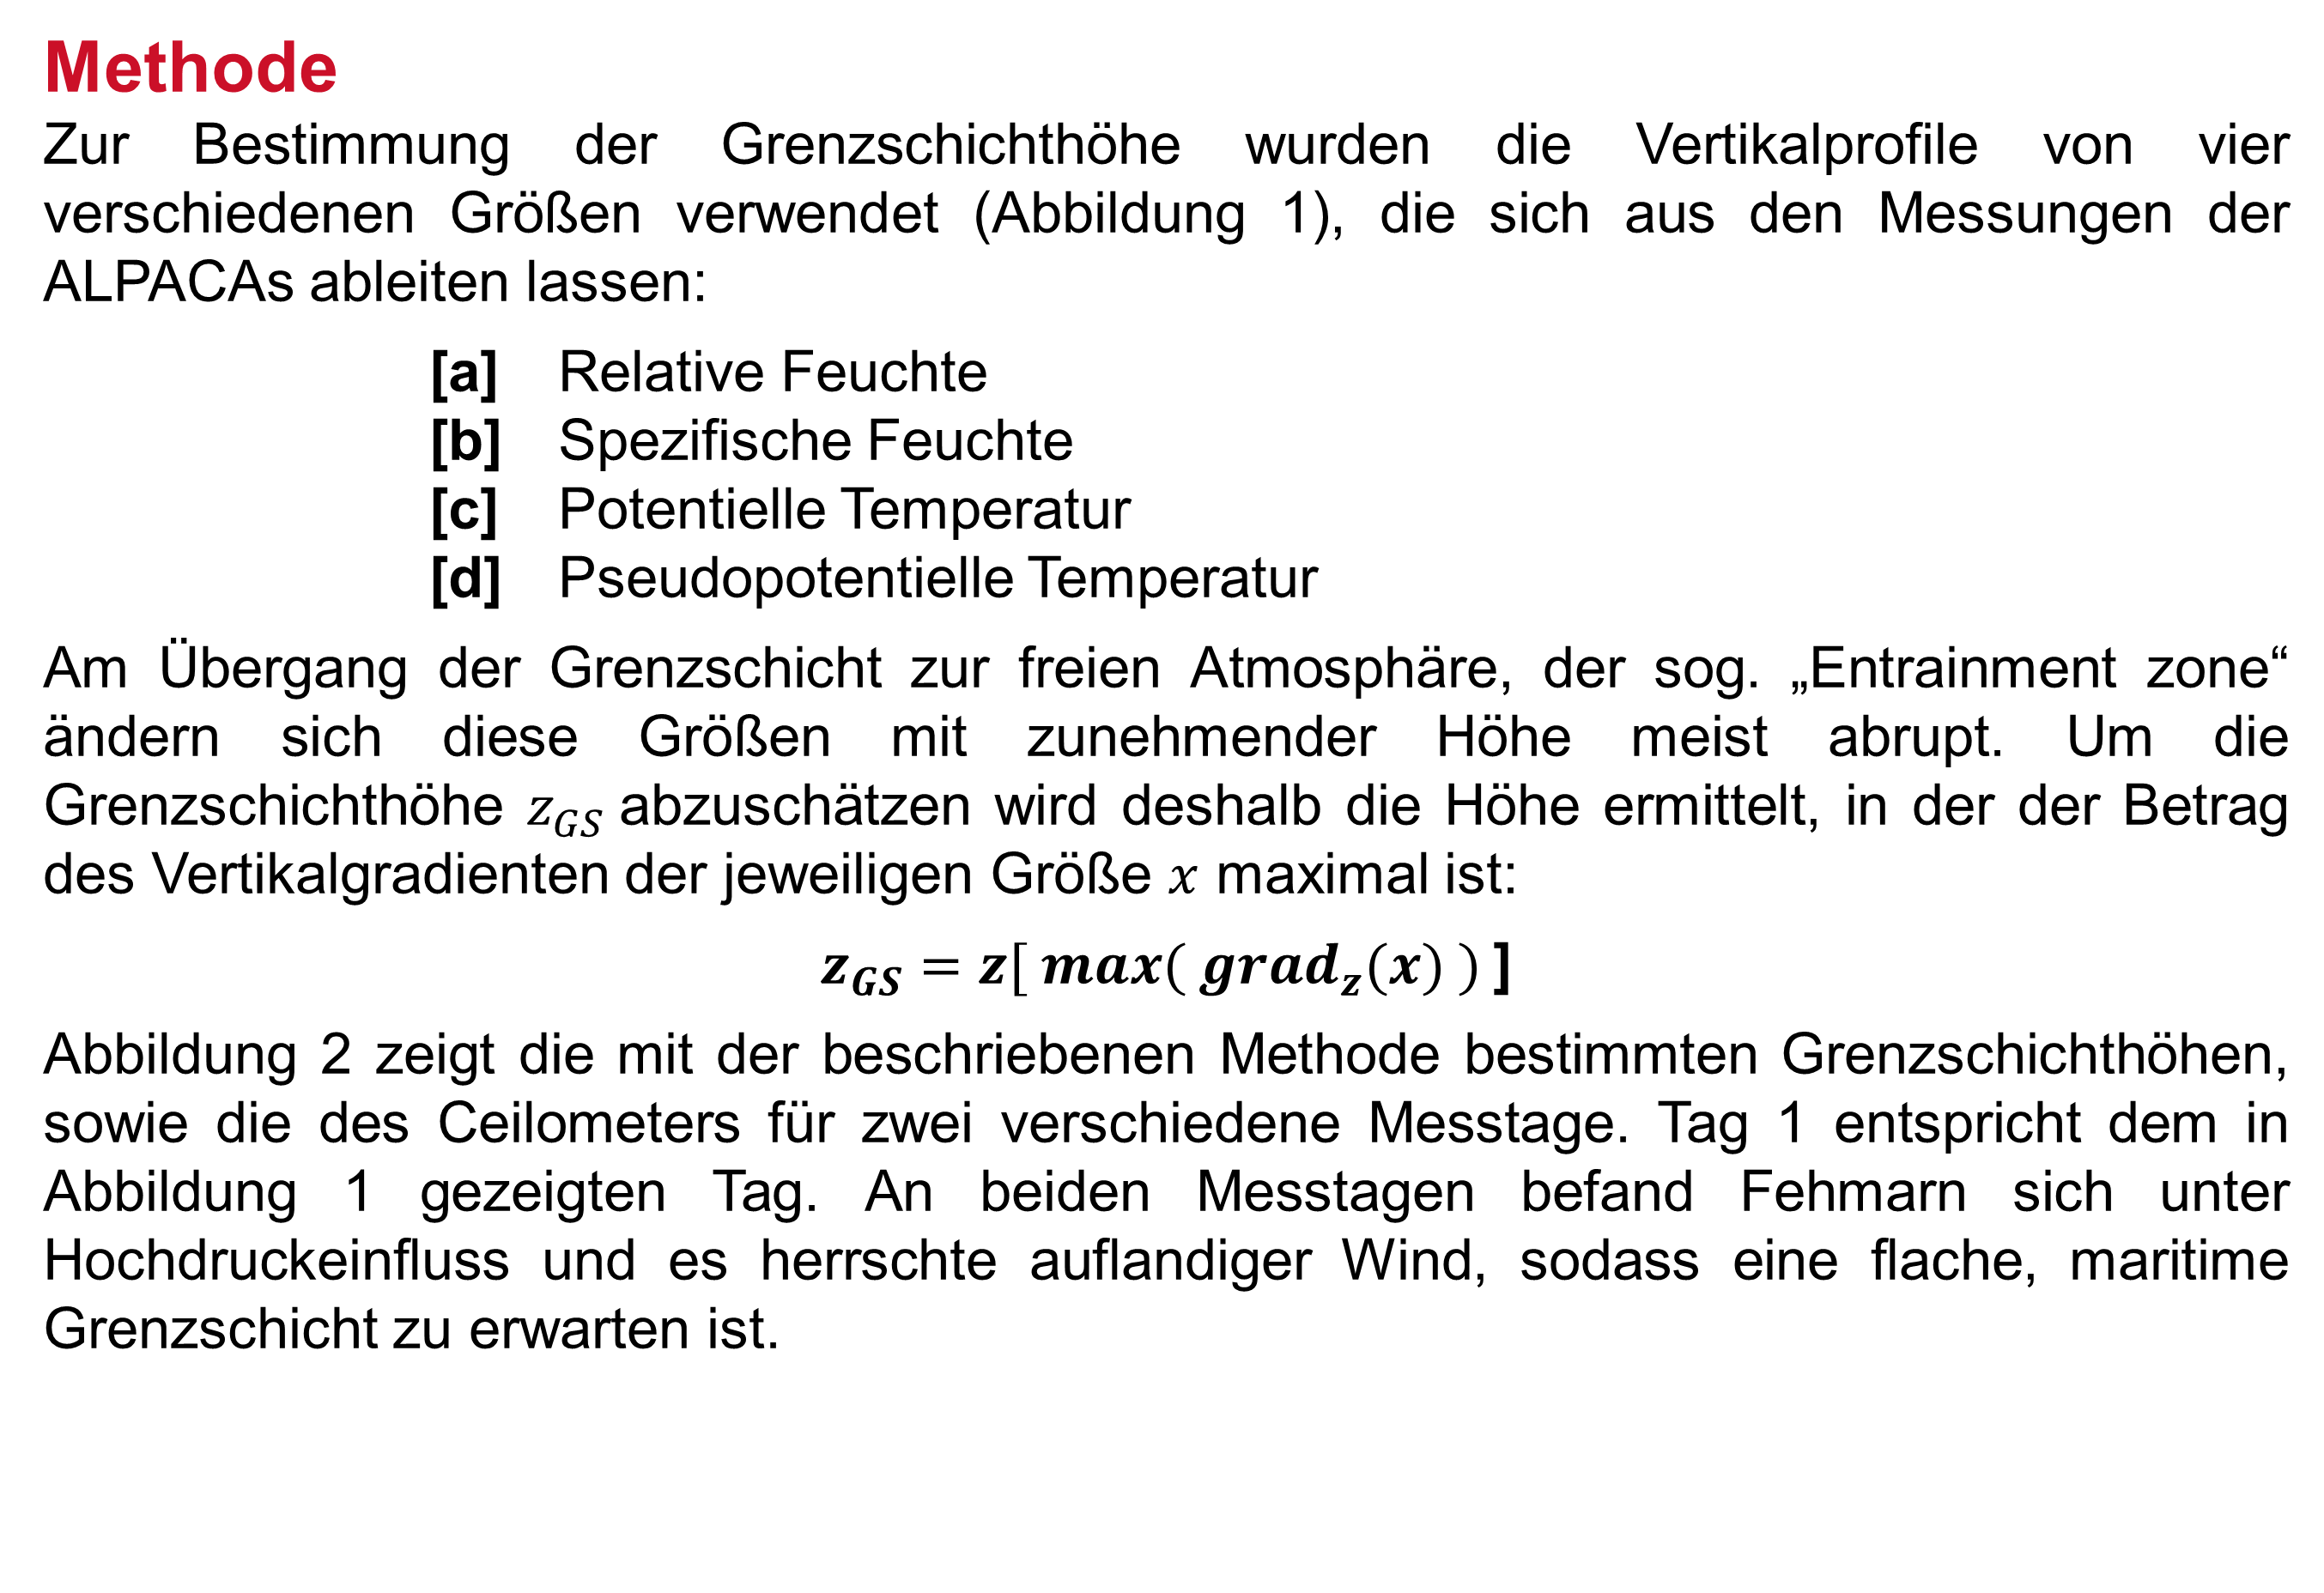 Methode
Zur Bestimmung der Grenzschichthöhe wurden die Vertikalprofile von vier
verschiedenen Größen verwendet (Abbildung 1), die sich aus den Messungen der
ALPACAs ableiten lassen:
[a] Relative Feuchte
[b] Spezifische Feuchte
[c] Potentielle Temperatur
[d] Pseudopotentielle Temperatur
Am Übergang der Grenzschicht zur freien Atmosphäre, der sog. „Entrainment zone“
ändern sich diese Größen mit zunehmender Höhe meist abrupt. Um die
Grenzschichthöhe z_GS abzuschätzen wird deshalb die Höhe ermittelt, in der der Betrag
des Vertikalgradienten der jeweiligen Größe x maximal ist:
z_GS = z[ max( grad_z(x) ) ]
Abbildung 2 zeigt die mit der beschriebenen Methode bestimmten Grenzschichthöhen,
sowie die des Ceilometers für zwei verschiedene Messtage. Tag 1 entspricht dem in
Abbildung 1 gezeigten Tag. An beiden Messtagen befand Fehmarn sich unter
Hochdruckeinfluss und es herrschte auflandiger Wind, sodass eine flache, maritime
Grenzschicht zu erwarten ist.